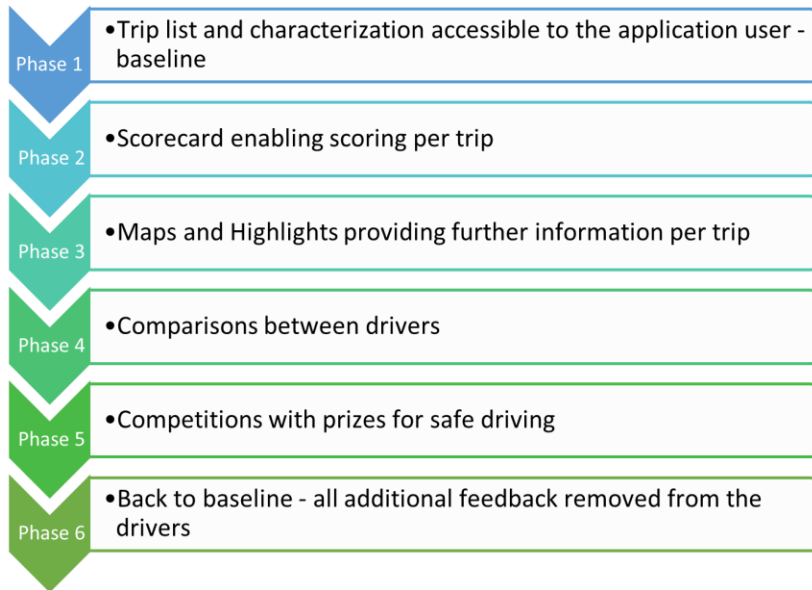 Phase 1
•Trip list and characterization accessible to the application user -
baseline
Phase 2
•Scorecard enabling scoring per trip
Phase 3
•Maps and Highlights providing further information per trip
Phase 4
•Comparisons between drivers
Phase 5
•Competitions with prizes for safe driving
Phase 6
•Back to baseline - all additional feedback removed from the
drivers